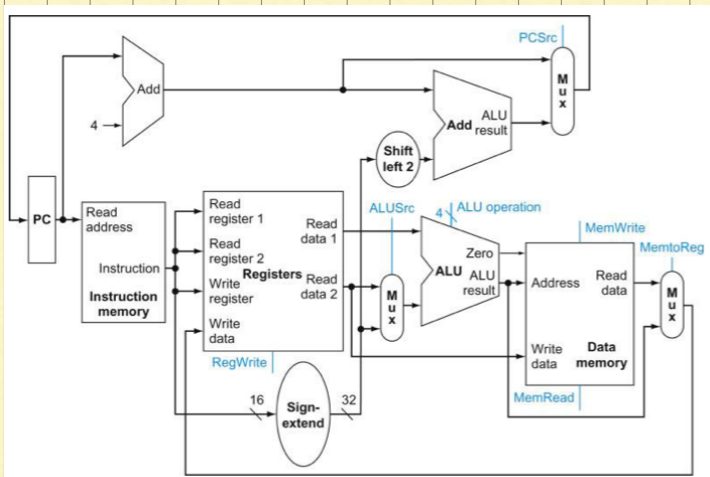 PCSrc
Add
4
M
u
x
Add
ALU
result
Shift
left 2
PC
Read
address
Instruction
Instruction
memory
Read
register 1
Read
register 2
Write
register
Write
data
Registers
Read
data 1
Read
data 2
RegWrite
16
Sign-
extend
32
ALUSrc
M
u
x
4
ALU operation
Zero
ALU
ALU
result
MemWrite
Address
Read
data
Write
data
Data
memory
MemRead
MemtoReg
M
u
x